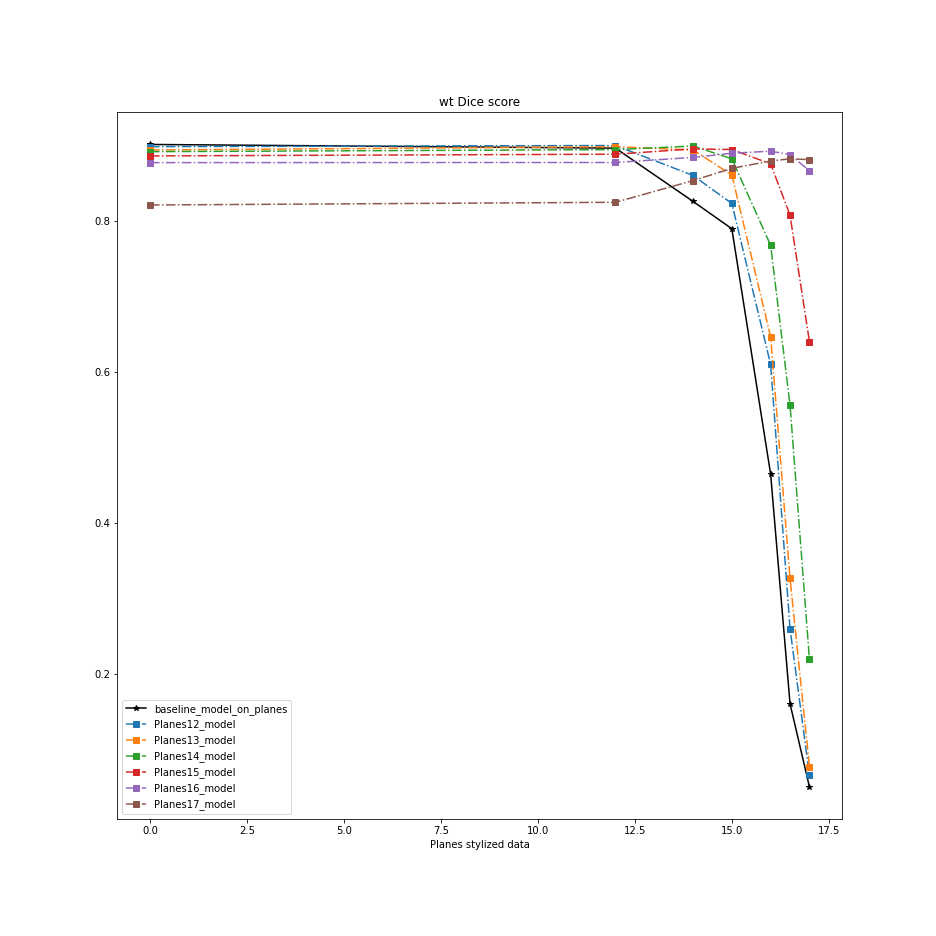 wt Dice score
0.8
0.6
0.4
0.2
baseline_model_on_planes
Planes12_model
Planes13_model
Planes14_model
Planes15_model
Planes16_model
Planes17_model
0.0 2.5 5.0 7.5 10.0 12.5 15.0 17.5
Planes stylized data